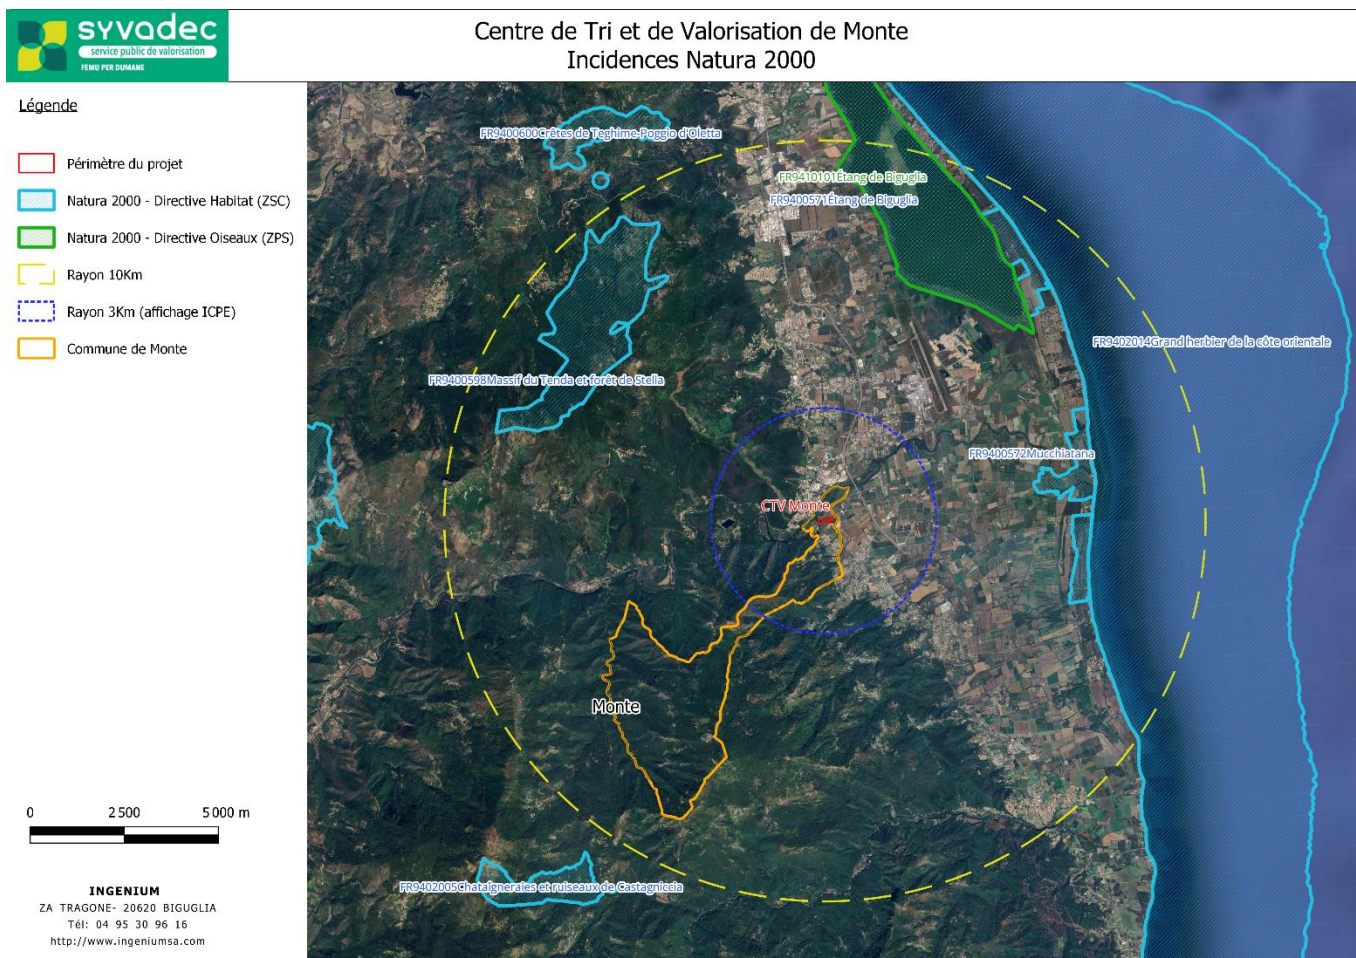 syvadec
service public de valorisation
FEMU PER DUMANE
Centre de Tri et de Valorisation de Monte
Incidences Natura 2000
Légende
Périmètre du projet
Natura 2000 - Directive Habitat (ZSC)
Natura 2000 - Directive Oiseaux (ZPS)
Rayon 10Km
Rayon 3Km (affichage ICPE)
Commune de Monte
FR9400600Crêtes de Teghime-Poggio d'Oletta
FR9410101Étang de Biguglia
FR9400571Étang de Biguglia
FR9402014Grand herbier de la côte orientale
FR9400598Massif du Tenda et forêt de Stella
FR9400572Mucchiatana
CTV Monte
Monte
FR9402005Chataigneraies et ruiseaux de Castagniccia
0 2 500 5 000 m
INGENIUM
ZA TRAGONE- 20620 BIGUGLIA
Tél: 04 95 30 96 16
http://www.ingeniumsa.com